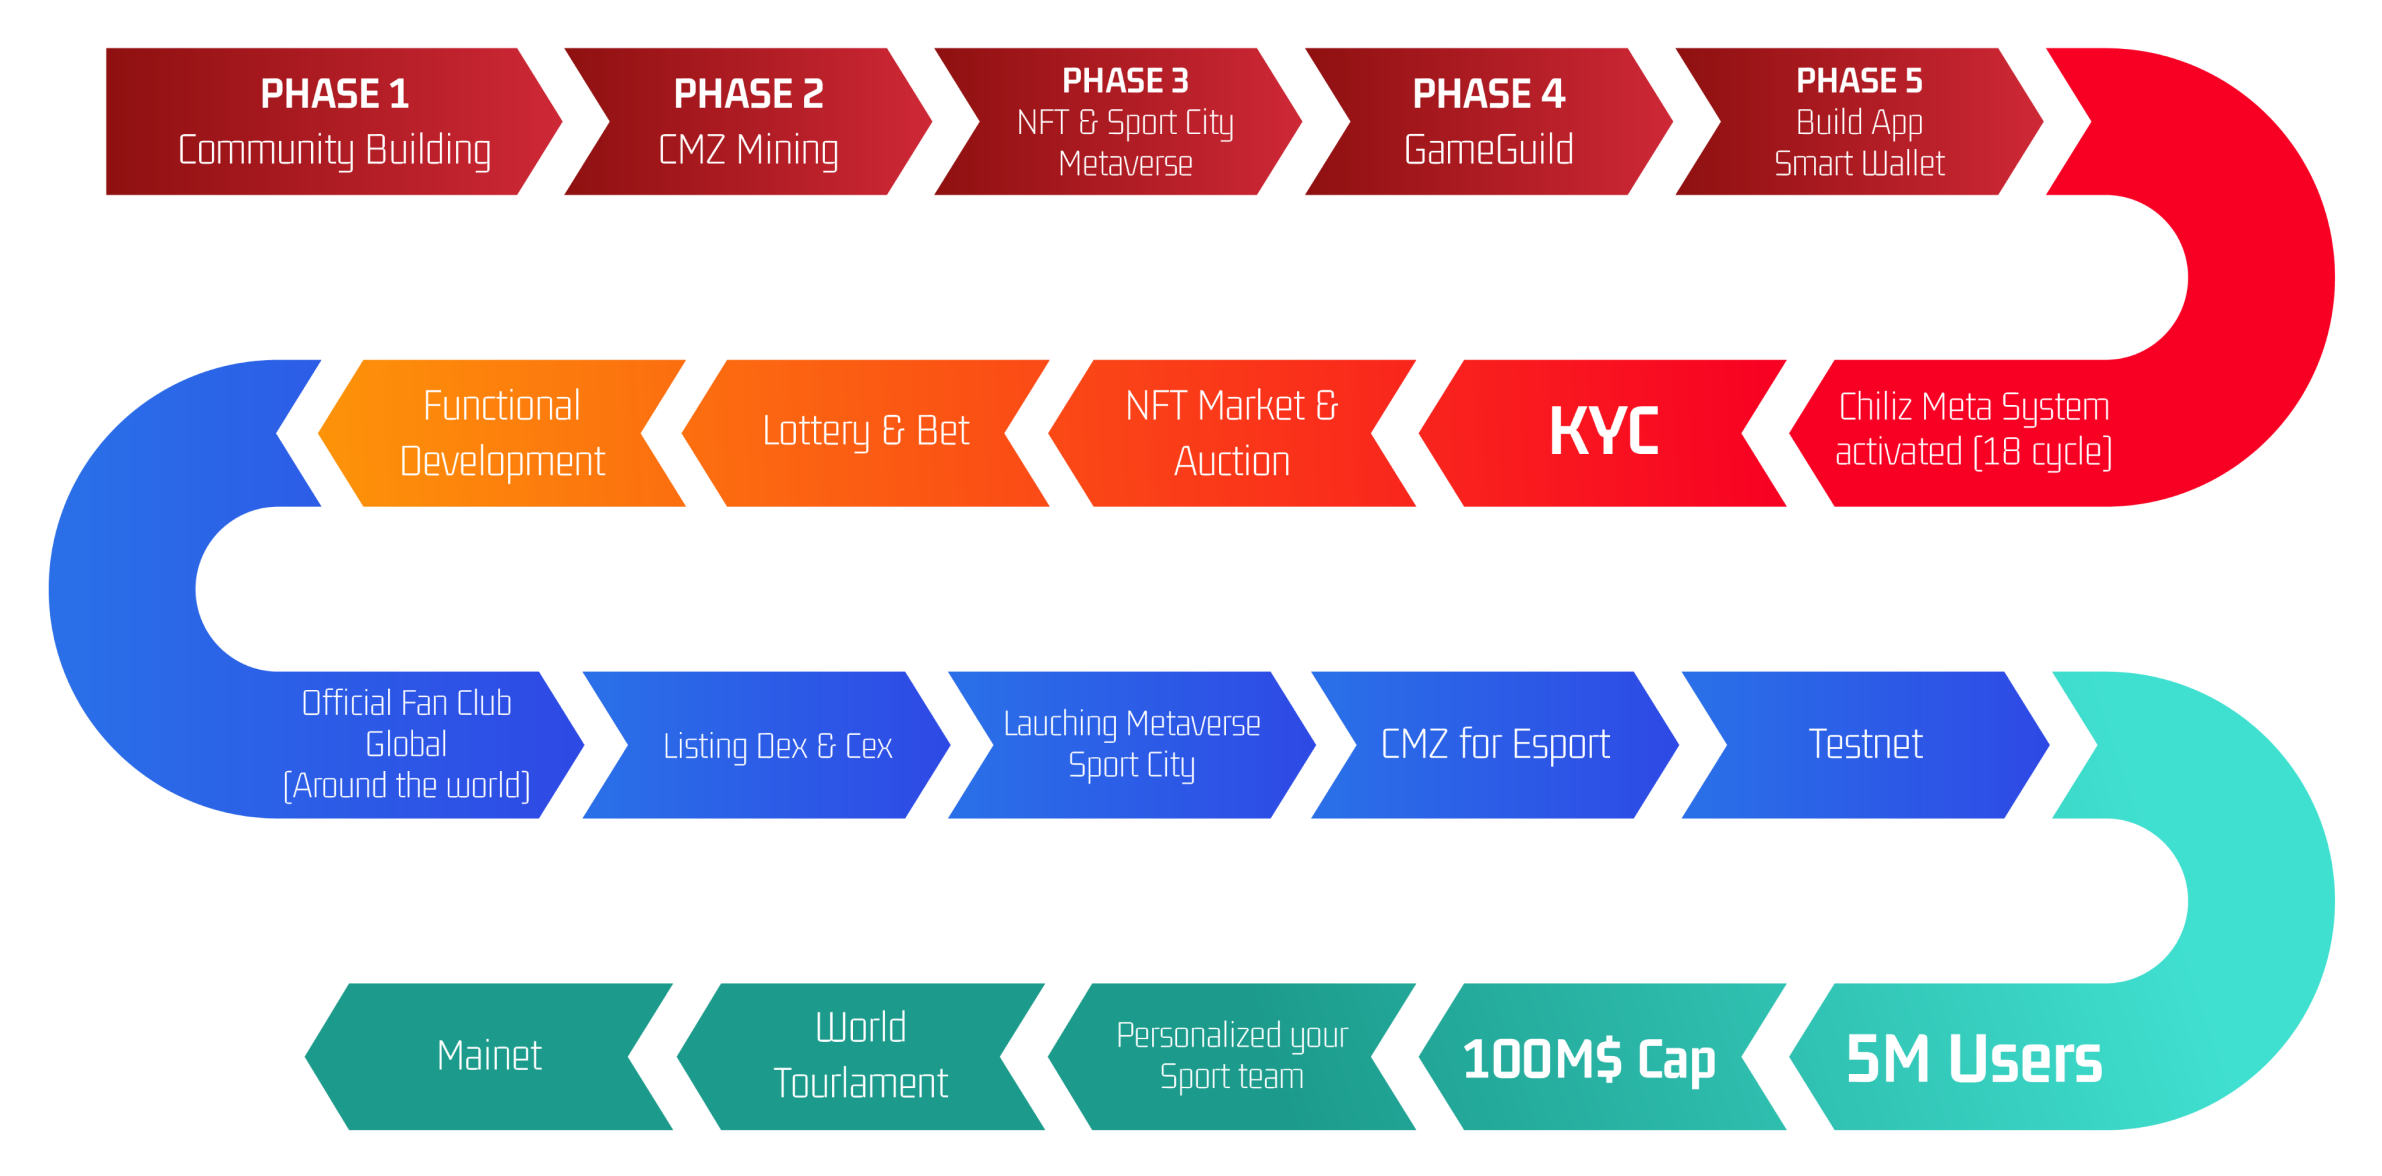 PHASE 1
Community Building
PHASE 2
CMZ Mining
PHASE 3
NFT & Sport City
Metaverse
PHASE 4
GameGuild
PHASE 5
Build App
Smart Wallet
Chiliz Meta System
activated (18 cycle)
KYC
NFT Market &
Auction
Lottery & Bet
Functional
Development
Official Fan Club
Global
(Around the world)
Listing Dex & Cex
Lauching Metaverse
Sport City
CMZ for Esport
Testnet
5M Users
100M$ Cap
Personalized your
Sport team
World
Tourlament
Mainet